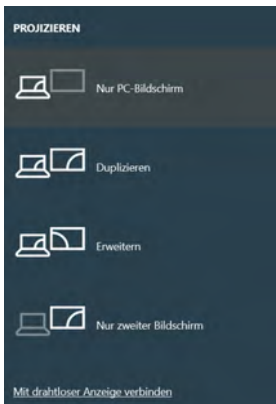 PROJIZIEREN
Nur PC-Bildschirm
Duplizieren
Erweitern
Nur zweiter Bildschirm
Mit drahtloser Anzeige verbinden